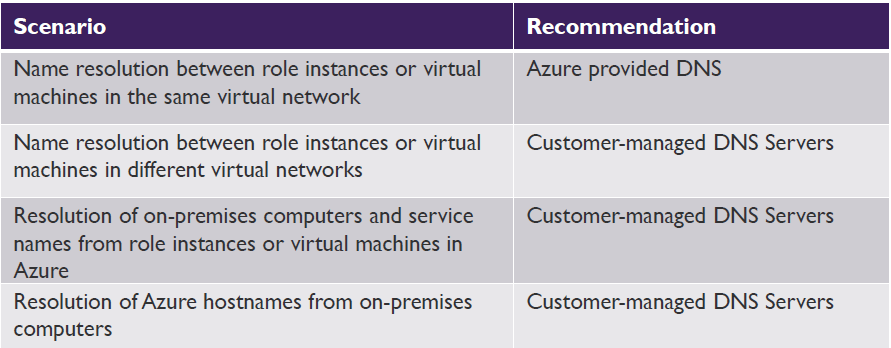 Scenario
Recommendation
Name resolution between role instances or virtual
machines in the same virtual network
Azure provided DNS
Name resolution between role instances or virtual
machines in different virtual networks
Customer-managed DNS Servers
Resolution of on-premises computers and service
names from role instances or virtual machines in
Azure
Customer-managed DNS Servers
Resolution of Azure hostnames from on-premises
computers
Customer-managed DNS Servers